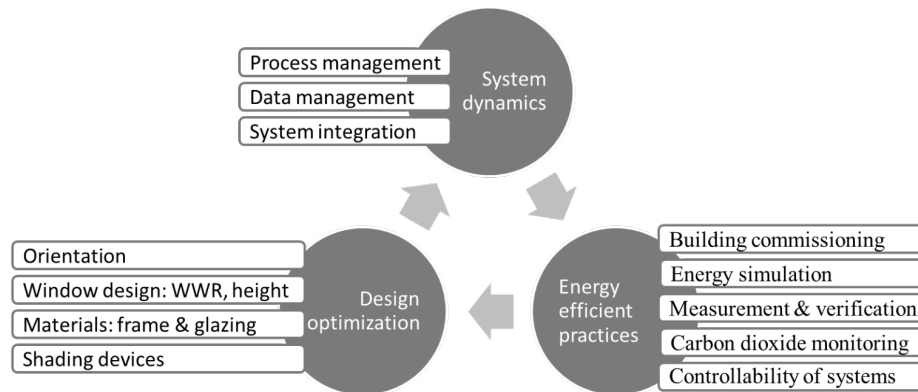 Process management
Data management
System integration
System
dynamics
Orientation
Window design: WWR, height
Materials: frame & glazing
Shading devices
Design
optimization
Energy
efficient
practices
Building commissioning
Energy simulation
Measurement & verification
Carbon dioxide monitoring
Controllability of systems